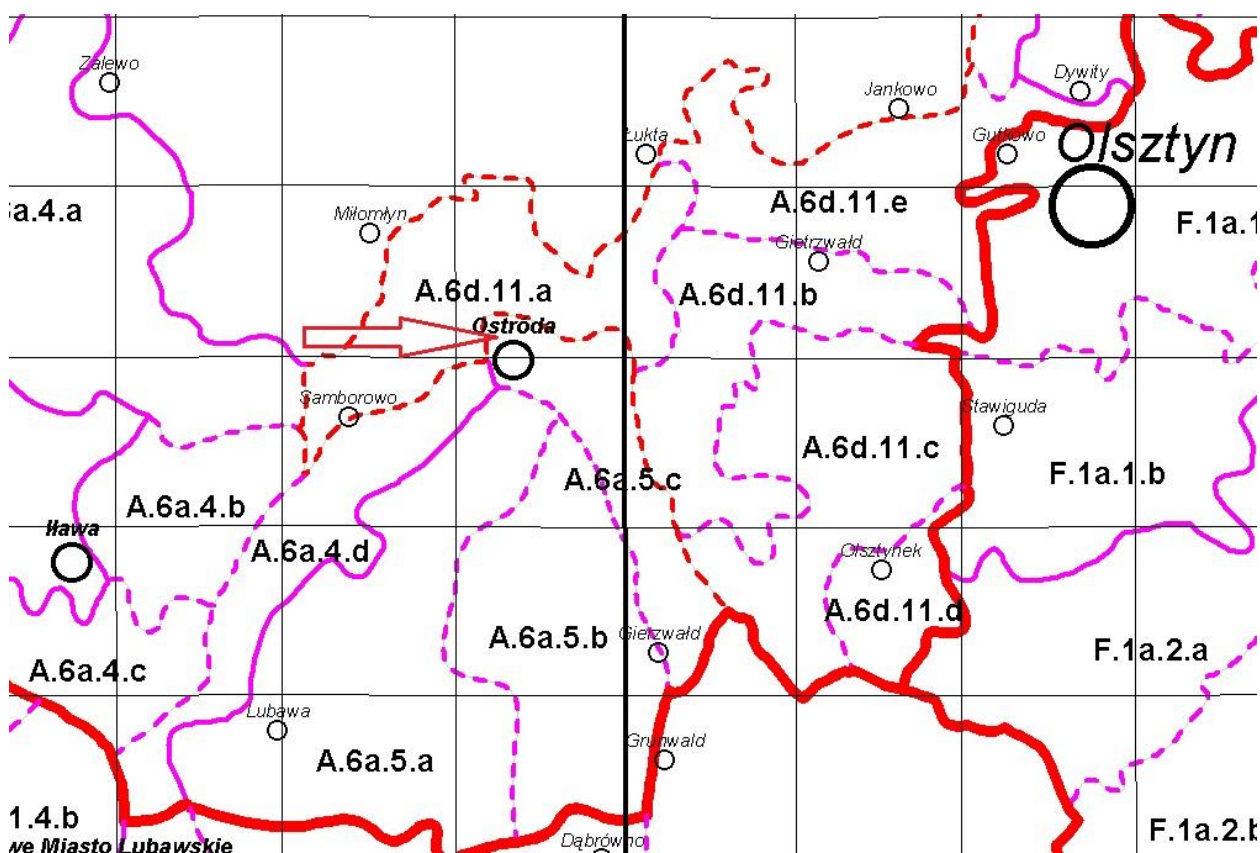 Zalewo
Dywity
Jankowo
Olsztyn
Łukta
Gutkowo
A.6d.11.e
a.4.a
Miłomłyn
F.1a.1
Gietrzwałd
A.6d.11.a
A.6d.11.b
Ostróda
Samborowo
Stawiguda
A.6d.11.c
A.6a.5.c
F.1a.1.b
A.6a.4.b
Iława
A.6a.4.d
Olsztynek
A.6d.11.d
A.6a.5.b
Gierzwałd
F.1a.2.a
A.6a.4.c
Lubawa
Grunwald
A.6a.5.a
1.4.b
F.1a.2.b
we Miasto Lubawskie
Dąbrówno